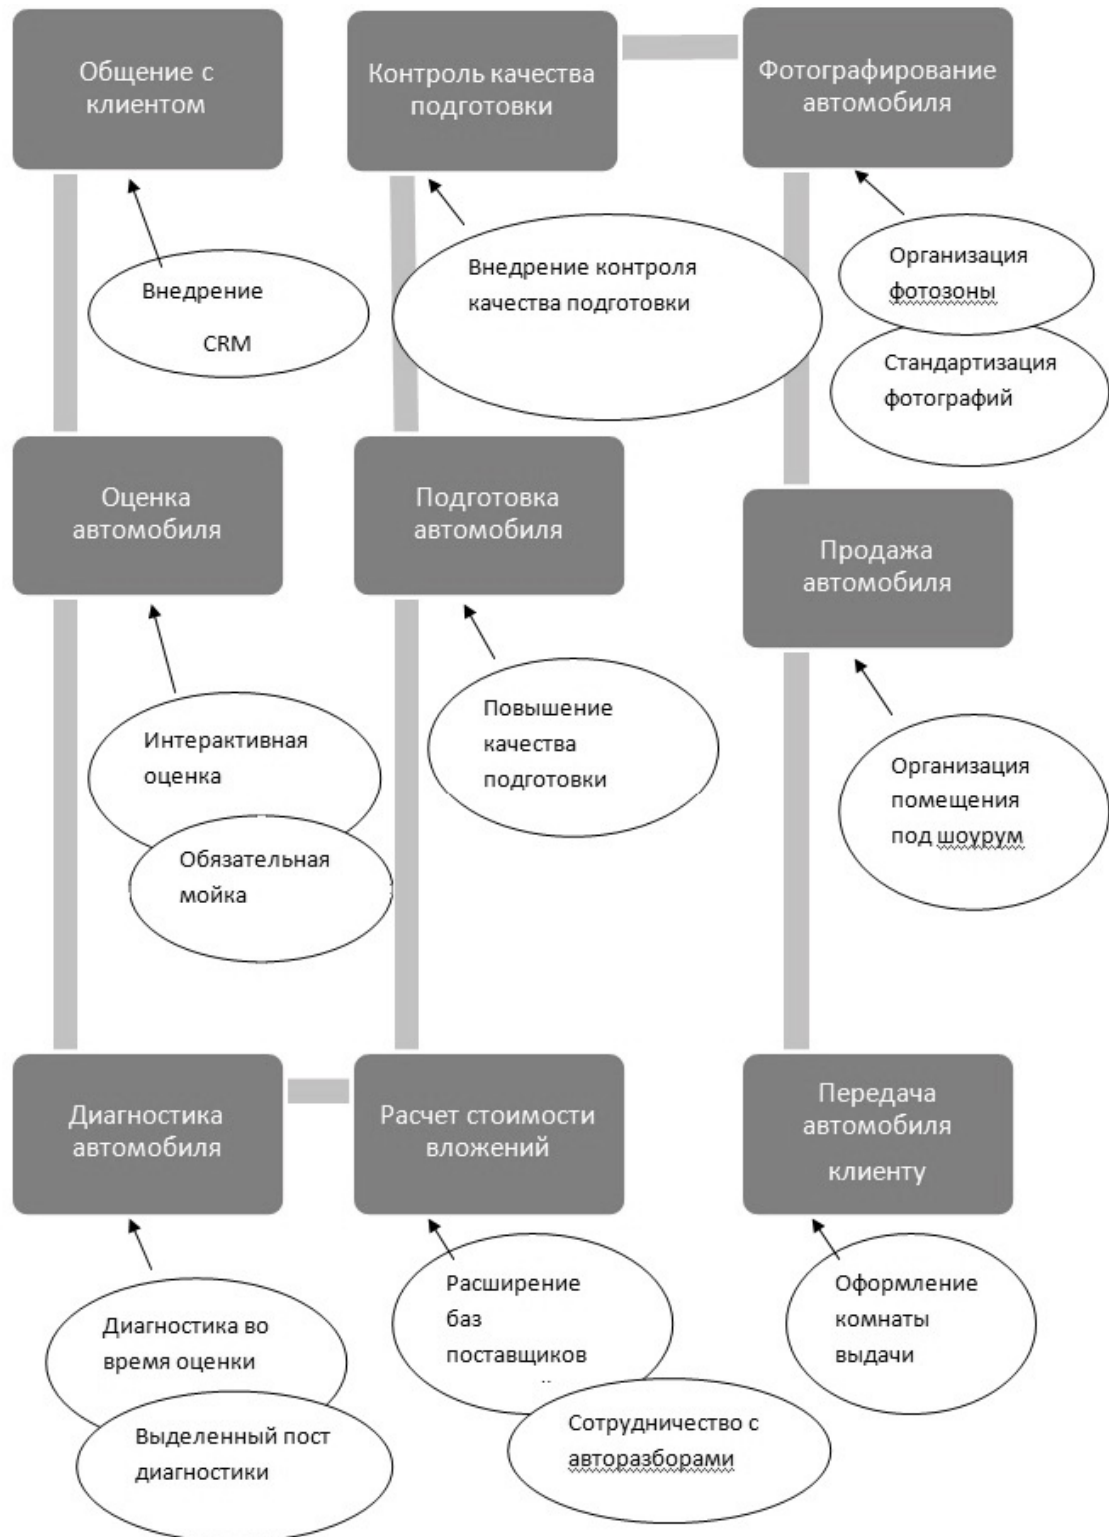 Общение с
клиентом
Внедрение
CRM
Оценка
автомобиля
Интерактивная
оценка
Обязательная
мойка
Диагностика
автомобиля
Диагностика во
время оценки
Выделенный пост
диагностики
Расчет стоимости
вложений
Расширение
баз
поставщиков
Сотрудничество с
авторазборами
Подготовка
автомобиля
Повышение
качества
подготовки
Контроль качества
подготовки
Внедрение контроля
качества подготовки
Фотографирование
автомобиля
Организация
фотозоны
Стандартизация
фотографий
Продажа
автомобиля
Организация
помещения
под шоурум
Передача
автомобиля
клиенту
Оформление
комнаты
выдачи